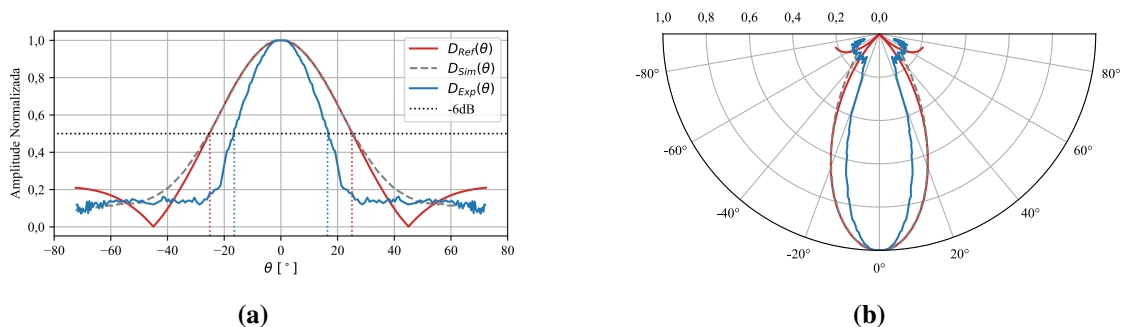 1,0
0,8
0,6
0,4
0,2
0,0
Amplitude Normalizada
−80 −60 −40 −20 0 20 40 60 80
θ [°]
D_Ref(θ)
D_Sim(θ)
D_Exp(θ)
-6dB
(a)
1,0 0,8 0,6 0,4 0,2 0,0
-80° 80°
-60° 60°
-40° 40°
-20° 20°
0°
(b)